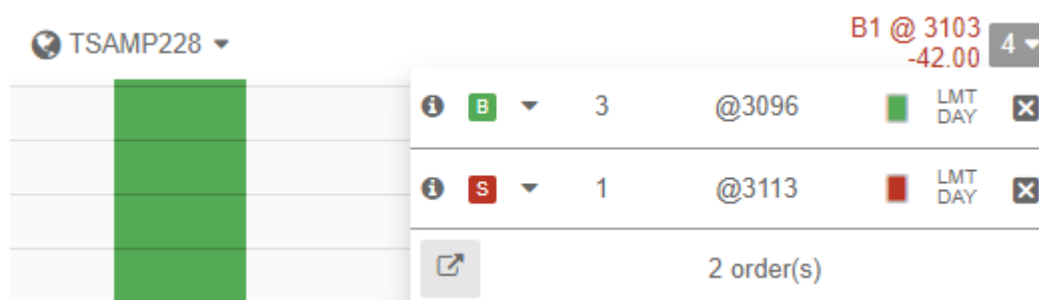 TSAMP228
B1 @ 3103
-42.00
4
B 3 @3096 LMT DAY
S 1 @3113 LMT DAY
2 order(s)